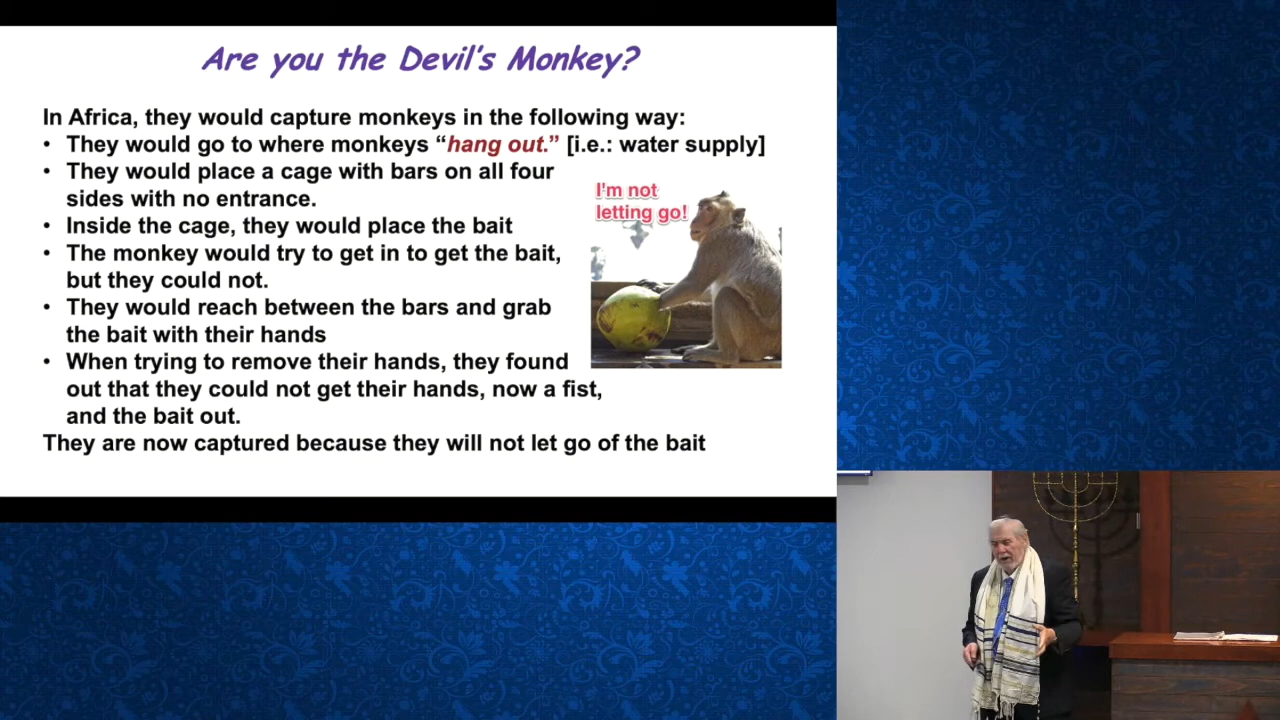 Are you the Devil's Monkey?
In Africa, they would capture monkeys in the following way:
• They would go to where monkeys “hang out.” [i.e.: water supply]
• They would place a cage with bars on all four
sides with no entrance.
• Inside the cage, they would place the bait
• The monkey would try to get in to get the bait,
but they could not.
• They would reach between the bars and grab
the bait with their hands
• When trying to remove their hands, they found
out that they could not get their hands, now a fist,
and the bait out.
They are now captured because they will not let go of the bait
I'm not
letting go!